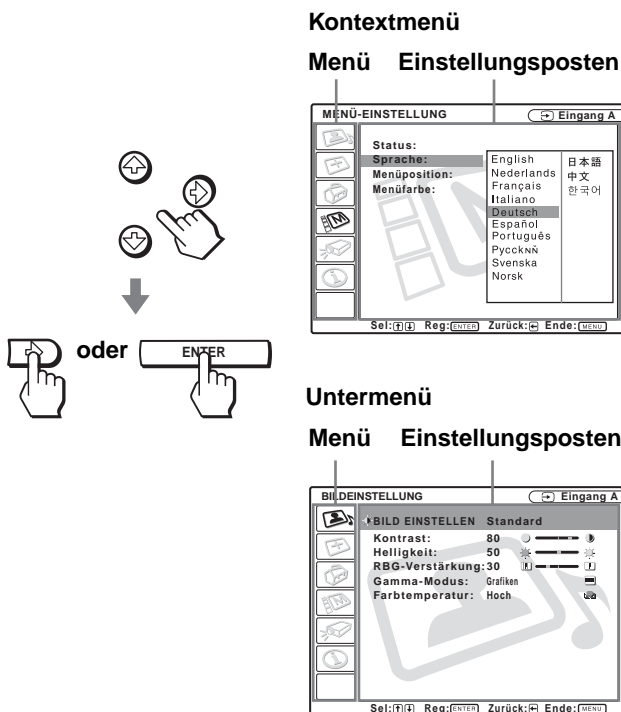 Kontextmenü
Menü Einstellungsposten
MENÜ-EINSTELLUNG Eingang A
Status:
Sprache:
Menüposition:
Menüfarbe:
English
Nederlands
Français
Italiano
Deutsch
Español
Português
Русский
Svenska
Norsk
日本語
中文
한국어
Sel: Reg:ENTER Zurück: Ende:MENU
oder ENTER
Untermenü
Menü Einstellungsposten
BILDEINSTELLUNG Eingang A
BILD EINSTELLEN Standard
Kontrast: 80
Helligkeit: 50
RBG-Verstärkung:30
Gamma-Modus: Grafiken
Farbtemperatur: Hoch
Sel: Reg:ENTER Zurück: Ende:MENU